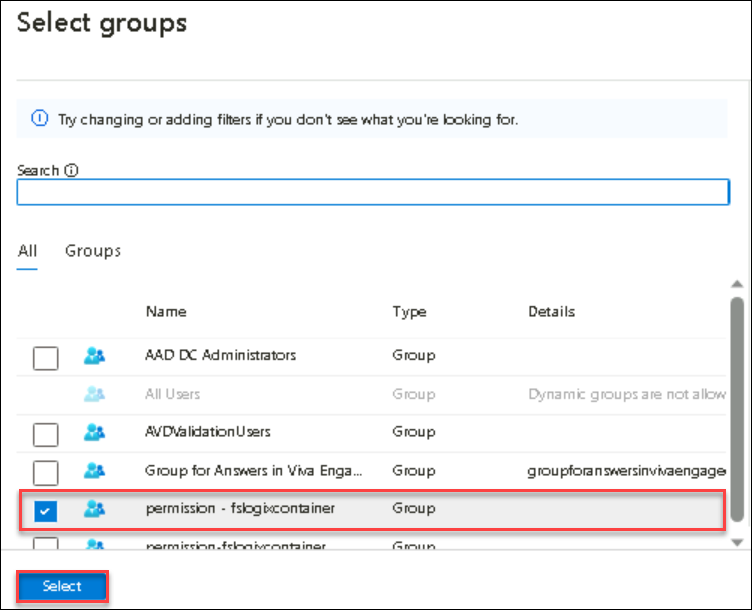 Select groups
Try changing or adding filters if you don't see what you're looking for.
Search
All Groups
Name Type Details
AAD DC Administrators Group
All Users Group Dynamic groups are not allow
AVDValidationUsers Group
Group for Answers in Viva Enga... Group groupforanswersinvivaengage
permission - fslogixcontainer Group
permission-fslogixcontainer Group
Select